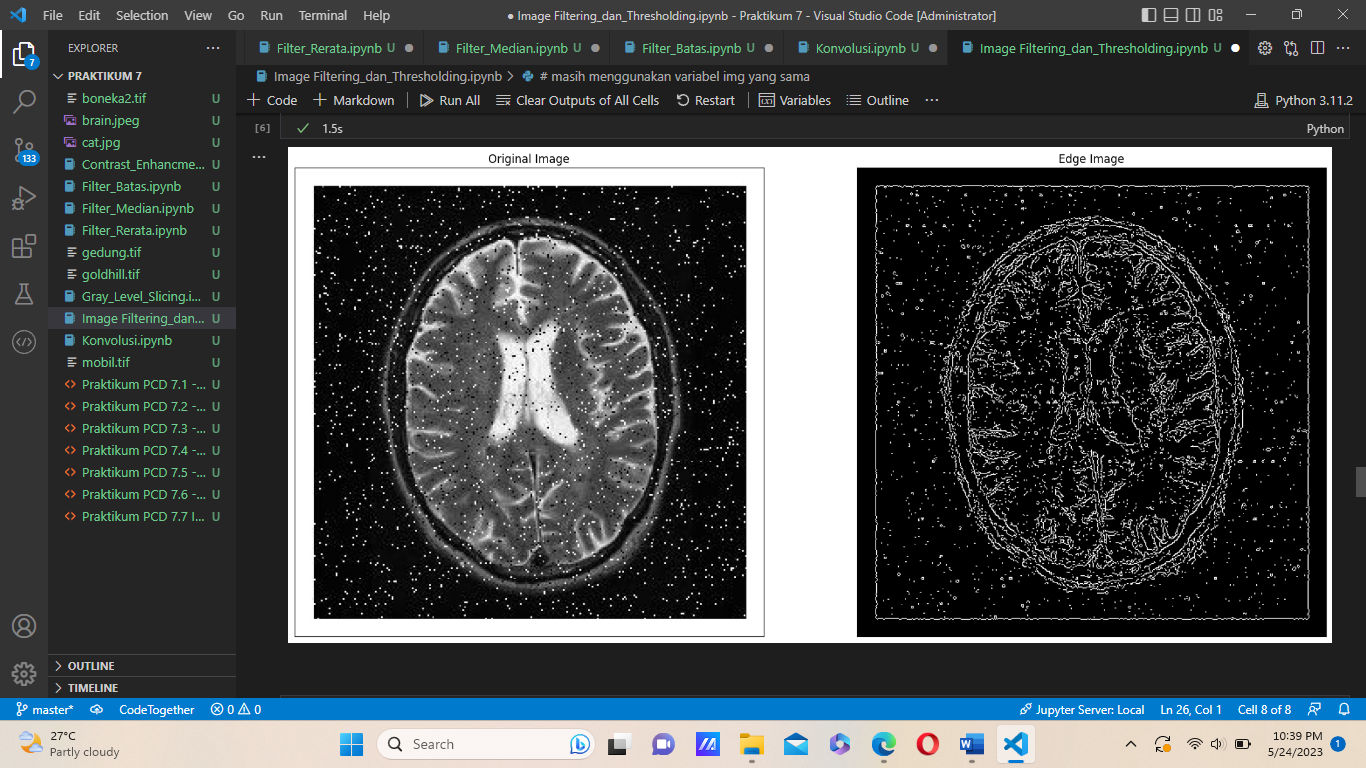 File Edit Selection View Go Run Terminal Help
● Image Filtering_dan_Thresholding.ipynb - Praktikum 7 - Visual Studio Code [Administrator]
EXPLORER
Filter_Rerata.ipynb U
Filter_Median.ipynb U
Filter_Batas.ipynb U
Konvolusi.ipynb U
Image Filtering_dan_Thresholding.ipynb U
7
133
PRAKTIKUM 7
boneka2.tif U
brain.jpeg U
cat.jpg U
Contrast_Enhancme... U
Filter_Batas.ipynb U
Filter_Median.ipynb U
Filter_Rerata.ipynb U
gedung.tif U
goldhill.tif U
Gray_Level_Slicing.i... U
Image Filtering_dan... U
Konvolusi.ipynb U
mobil.tif U
Praktikum PCD 7.1 -... U
Praktikum PCD 7.2 -... U
Praktikum PCD 7.3 -... U
Praktikum PCD 7.4 -... U
Praktikum PCD 7.5 -... U
Praktikum PCD 7.6 -... U
Praktikum PCD 7.7 I... U
OUTLINE
TIMELINE
Image Filtering_dan_Thresholding.ipynb > # masih menggunakan variabel img yang sama
+ Code + Markdown Run All Clear Outputs of All Cells Restart Variables Outline ... Python 3.11.2
[6] ✓ 1.5s Python
Original Image
Edge Image
master* CodeTogether 0 0 Jupyter Server: Local Ln 26, Col 1 Cell 8 of 8
27°C
Partly cloudy
Search
10:39 PM
5/24/2023
1